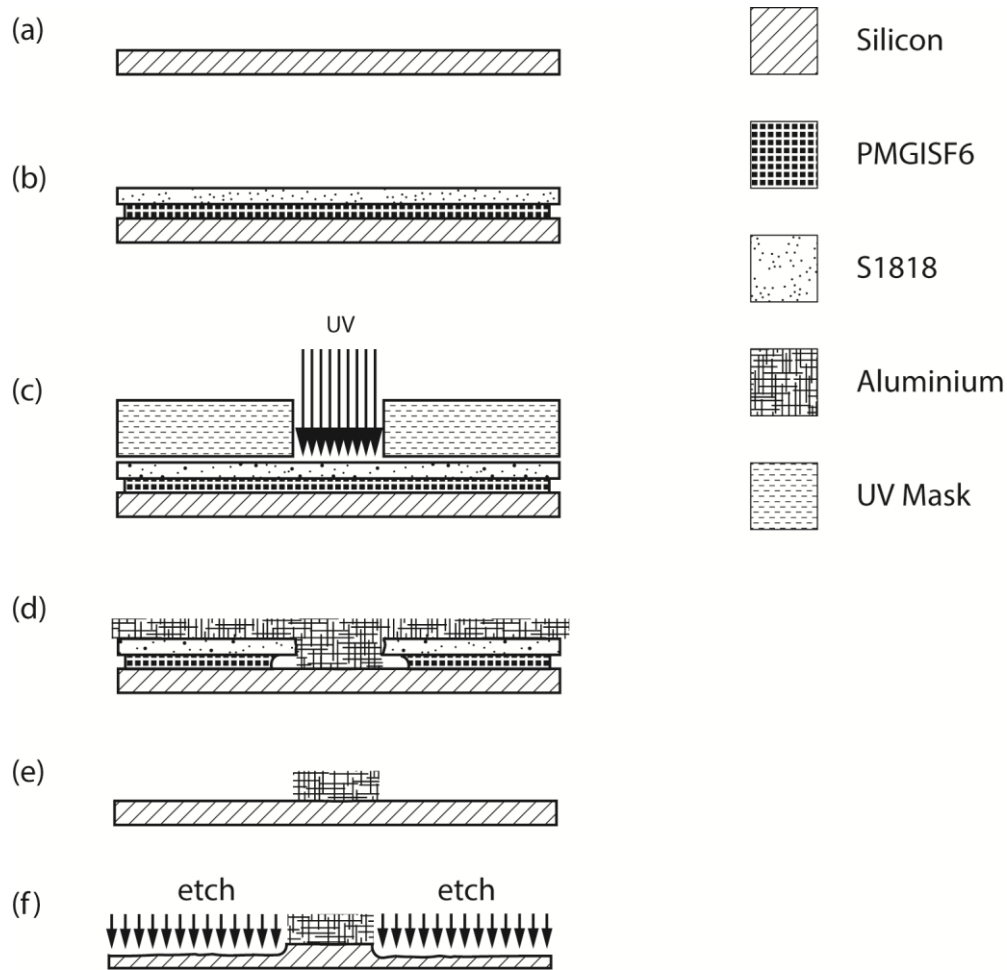 (a)
Silicon
PMGISF6
(b)
S1818
UV
(c)
Aluminium
UV Mask
(d)
(e)
etch etch
(f)